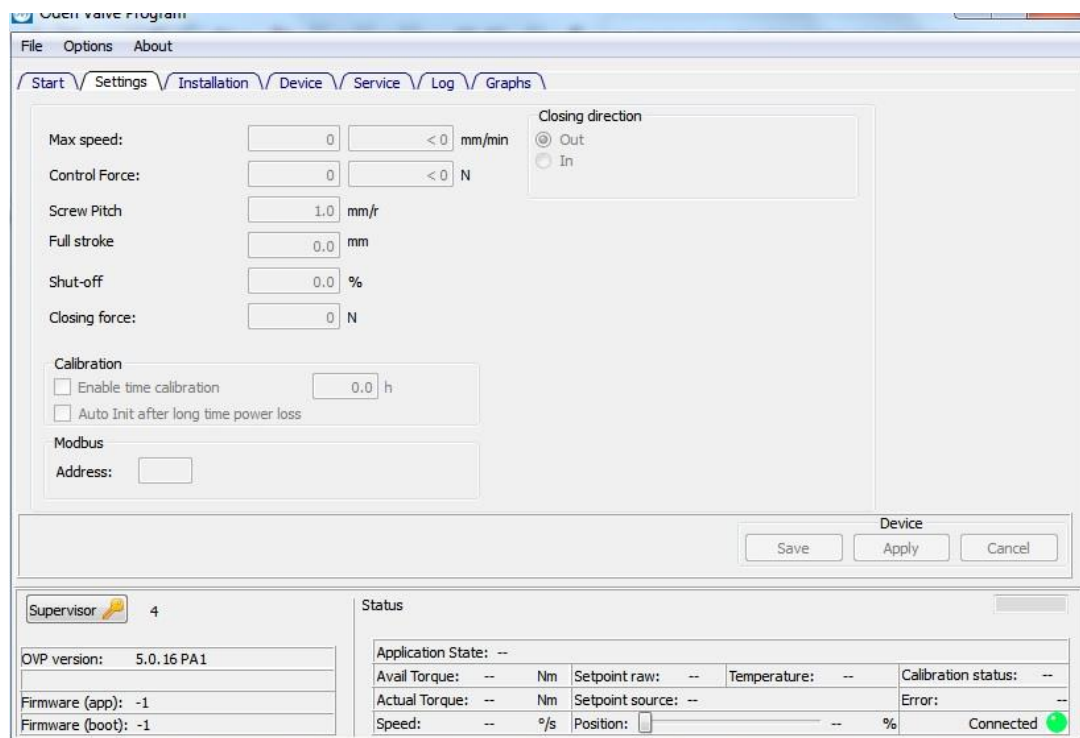 Oden Valve Program
File Options About
Start Settings Installation Device Service Log Graphs
Closing direction
Max speed: 0 < 0 mm/min Out
In
Control Force: 0 < 0 N
Screw Pitch 1.0 mm/r
Full stroke 0.0 mm
Shut-off 0.0 %
Closing force: 0 N
Calibration
Enable time calibration 0.0 h
Auto Init after long time power loss
Modbus
Address:
Device
Save Apply Cancel
Supervisor 4
Status
OVP version: 5.0.16 PA1
Application State: --
Avail Torque: -- Nm Setpoint raw: -- Temperature: -- Calibration status: --
Firmware (app): -1
Actual Torque: -- Nm Setpoint source: -- Error: --
Firmware (boot): -1
Speed: -- º/s Position: -- % Connected